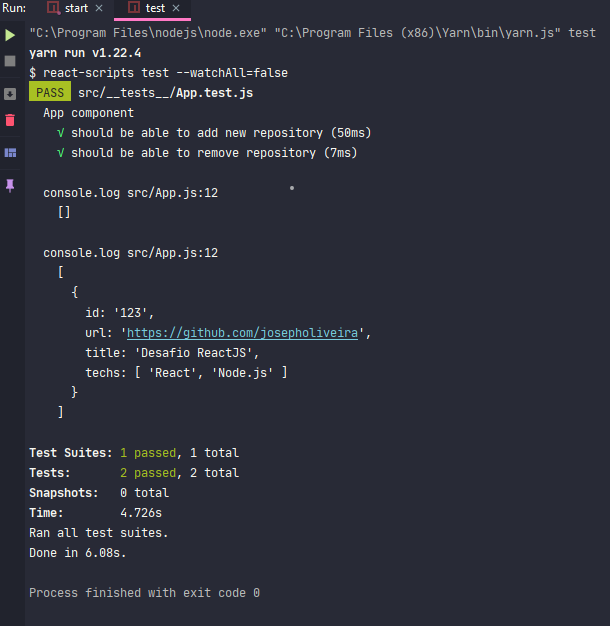 Run: start × test ×
"C:\Program Files\nodejs\node.exe" "C:\Program Files (x86)\Yarn\bin\yarn.js" test
yarn run v1.22.4
$ react-scripts test --watchAll=false
PASS src/__tests__/App.test.js
App component
√ should be able to add new repository (50ms)
√ should be able to remove repository (7ms)
console.log src/App.js:12
[]
console.log src/App.js:12
[
{
id: '123',
url: 'https://github.com/josepholiveira',
title: 'Desafio ReactJS',
techs: [ 'React', 'Node.js' ]
}
]
Test Suites: 1 passed, 1 total
Tests: 2 passed, 2 total
Snapshots: 0 total
Time: 4.726s
Ran all test suites.
Done in 6.08s.
Process finished with exit code 0